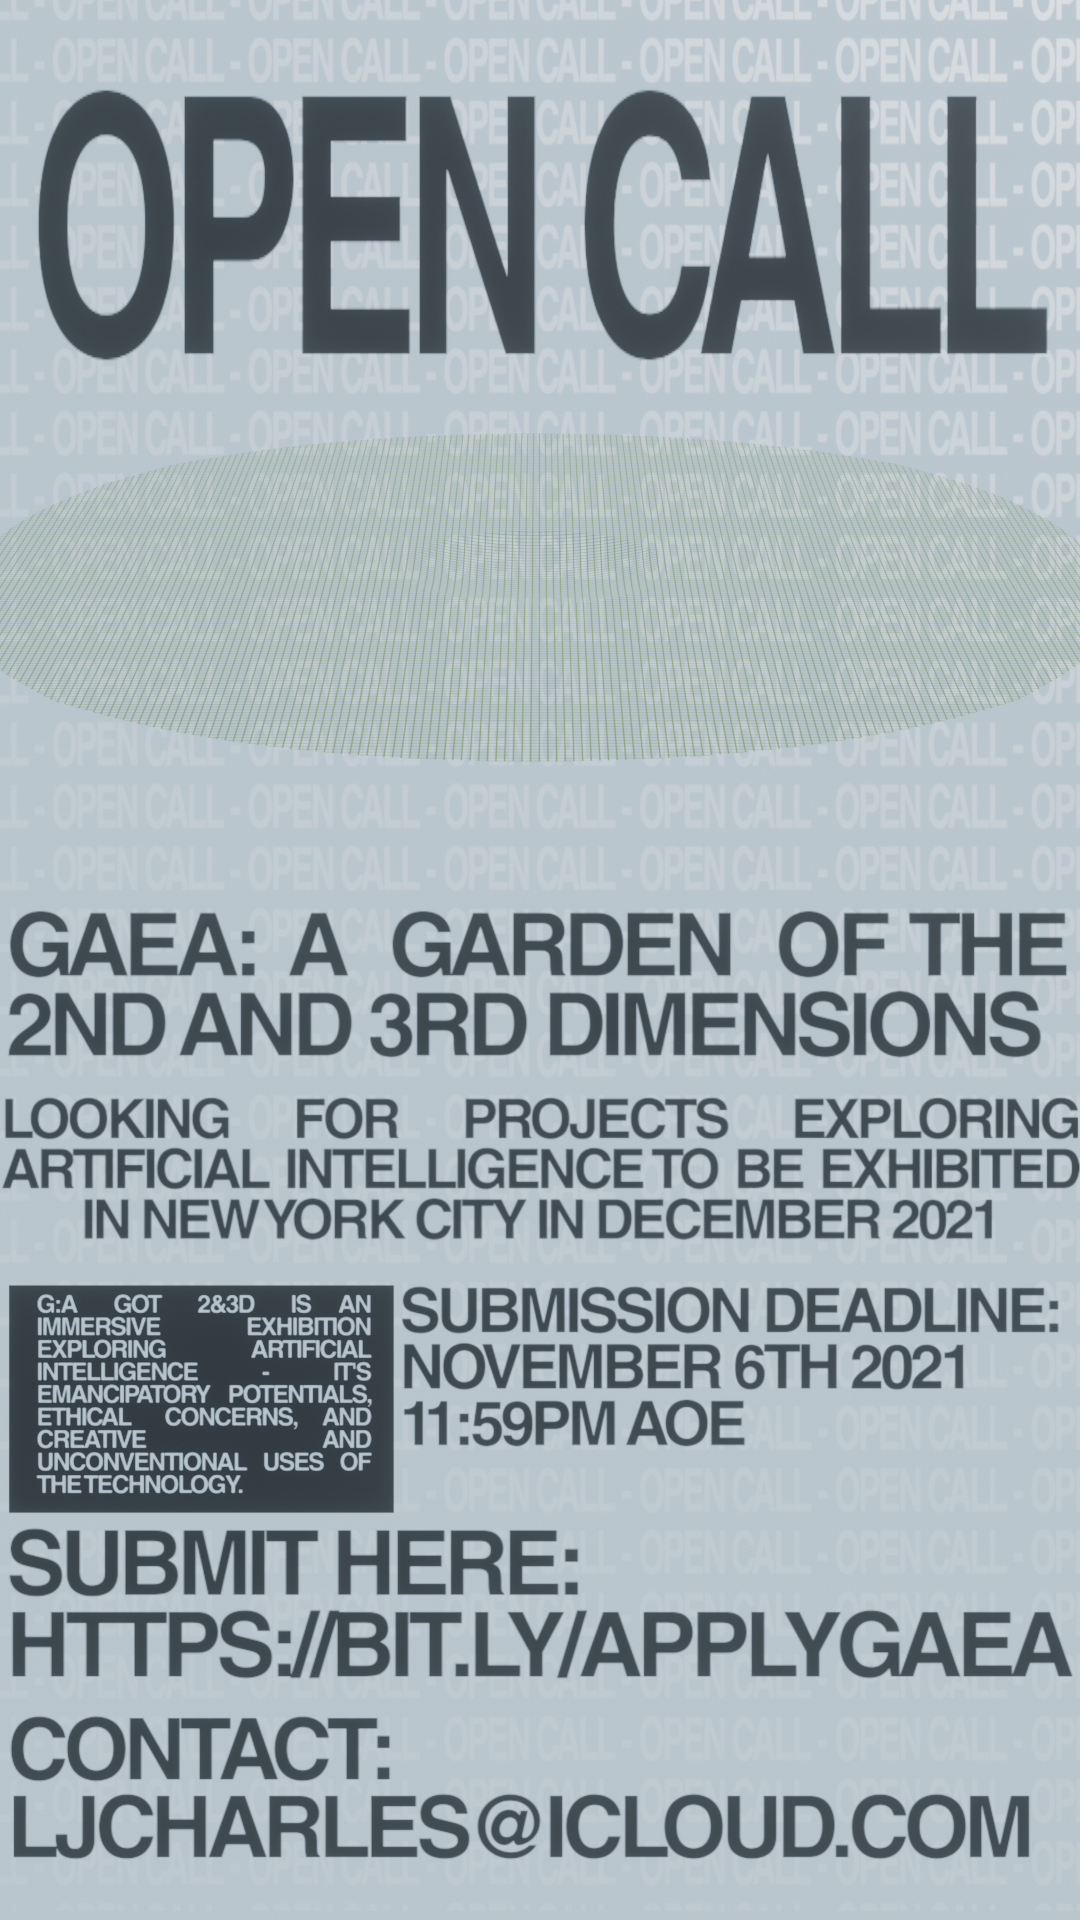 OPEN CALL
GAEA: A GARDEN OF THE
2ND AND 3RD DIMENSIONS
LOOKING FOR PROJECTS EXPLORING
ARTIFICIAL INTELLIGENCE TO BE EXHIBITED
IN NEW YORK CITY IN DECEMBER 2021
G:A GOT 2&3D IS AN
IMMERSIVE EXHIBITION
EXPLORING ARTIFICIAL
INTELLIGENCE - IT'S
EMANCIPATORY POTENTIALS,
ETHICAL CONCERNS, AND
CREATIVE AND
UNCONVENTIONAL USES OF
THE TECHNOLOGY.
SUBMISSION DEADLINE:
NOVEMBER 6TH 2021
11:59PM AOE
SUBMIT HERE:
HTTPS://BIT.LY/APPLYGAEA
CONTACT:
LJCHARLES@ICLOUD.COM